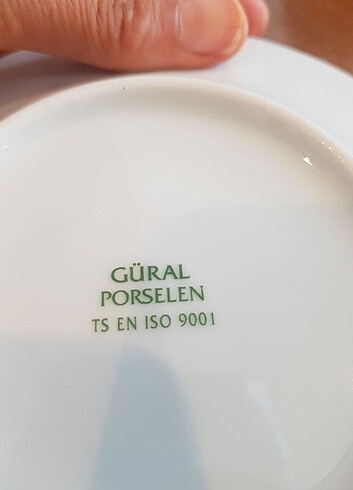 GÜRAL
PORSELEN
TS EN ISO 9001